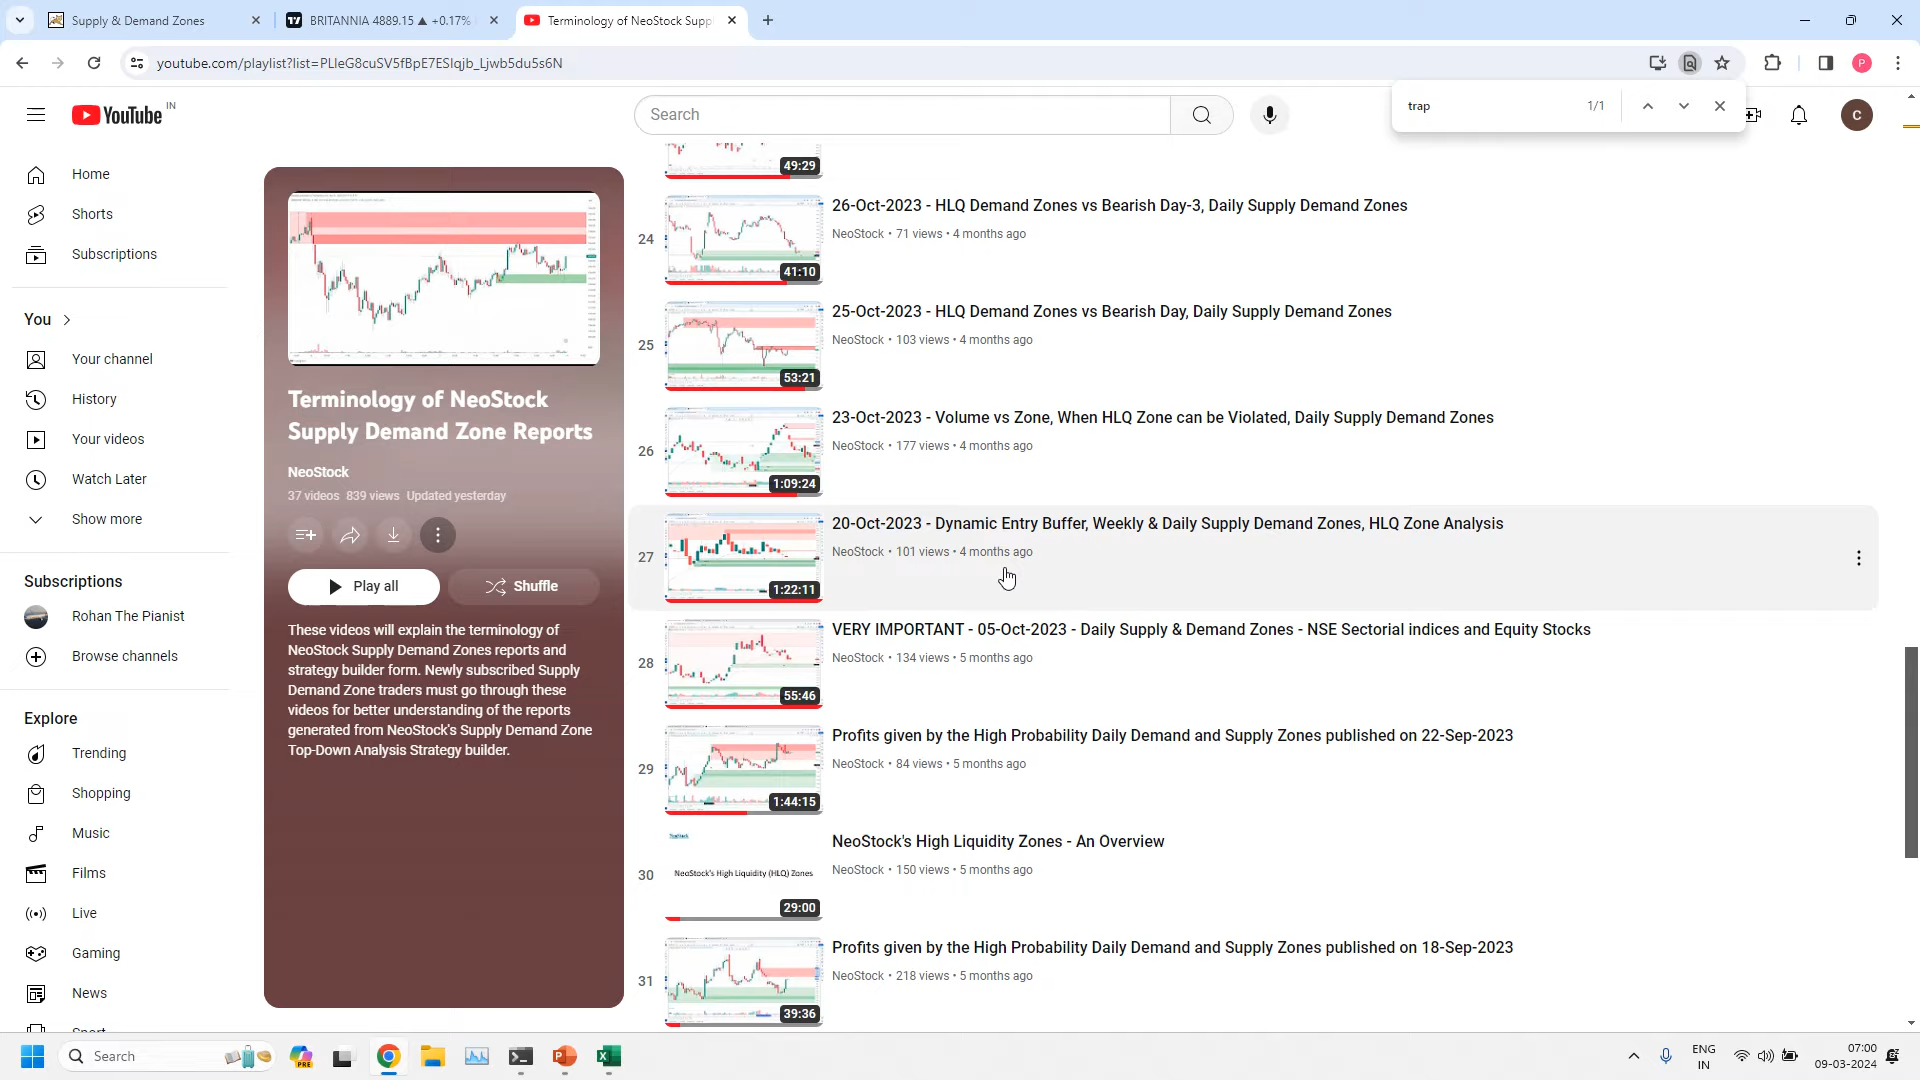 Supply & Demand Zones
BRITANNIA 4889.15 ▲ +0.17%
Terminology of NeoStock Supp
youtube.com/playlist?list=PLIeG8cuSV5fBpE7ESIqjb_Ljwb5du5s6N
P
YouTube IN
Search
trap
1/1
C
Home
Shorts
Subscriptions
You
Your channel
History
Your videos
Watch Later
Show more
Subscriptions
Rohan The Pianist
Browse channels
Explore
Trending
Shopping
Music
Films
Live
Gaming
News
Terminology of NeoStock
Supply Demand Zone Reports
NeoStock
37 videos 839 views Updated yesterday
Play all
Shuffle
These videos will explain the terminology of
NeoStock Supply Demand Zones reports and
strategy builder form. Newly subscribed Supply
Demand Zone traders must go through these
videos for better understanding of the reports
generated from NeoStock's Supply Demand Zone
Top-Down Analysis Strategy builder.
49:29
24
41:10
26-Oct-2023 - HLQ Demand Zones vs Bearish Day-3, Daily Supply Demand Zones
NeoStock • 71 views • 4 months ago
25
53:21
25-Oct-2023 - HLQ Demand Zones vs Bearish Day, Daily Supply Demand Zones
NeoStock • 103 views • 4 months ago
26
1:09:24
23-Oct-2023 - Volume vs Zone, When HLQ Zone can be Violated, Daily Supply Demand Zones
NeoStock • 177 views • 4 months ago
27
1:22:11
20-Oct-2023 - Dynamic Entry Buffer, Weekly & Daily Supply Demand Zones, HLQ Zone Analysis
NeoStock • 101 views • 4 months ago
28
55:46
VERY IMPORTANT - 05-Oct-2023 - Daily Supply & Demand Zones - NSE Sectorial indices and Equity Stocks
NeoStock • 134 views • 5 months ago
29
1:44:15
Profits given by the High Probability Daily Demand and Supply Zones published on 22-Sep-2023
NeoStock • 84 views • 5 months ago
30
NeoStock's High Liquidity (HLQ) Zones
29:00
NeoStock's High Liquidity Zones - An Overview
NeoStock • 150 views • 5 months ago
31
39:36
Profits given by the High Probability Daily Demand and Supply Zones published on 18-Sep-2023
NeoStock • 218 views • 5 months ago
Search
PRE
ENG
IN
07:00
09-03-2024